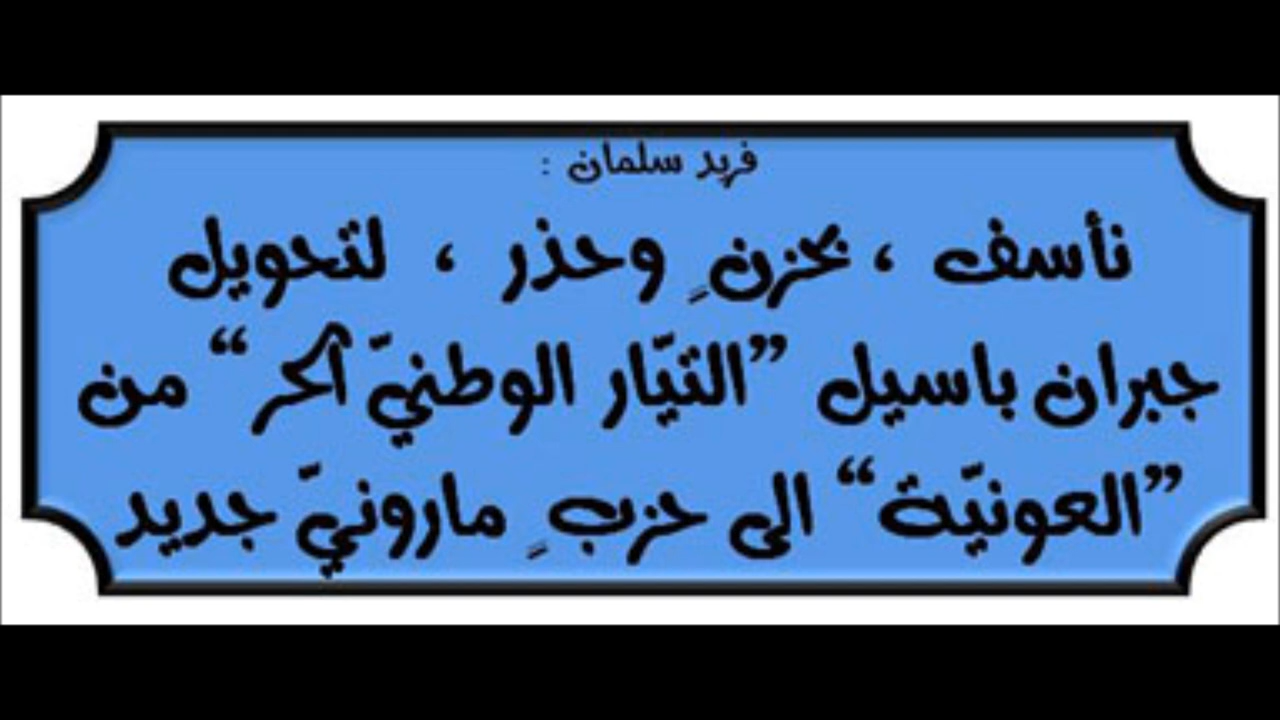 فريد سلمان :
نأسف ، بحزنٍ وحذر ، لتحويل
جبران باسيل ”التيّار الوطنيّ الحر“ من
”العونيّة“ الى حزبٍ مارونيّ جديد